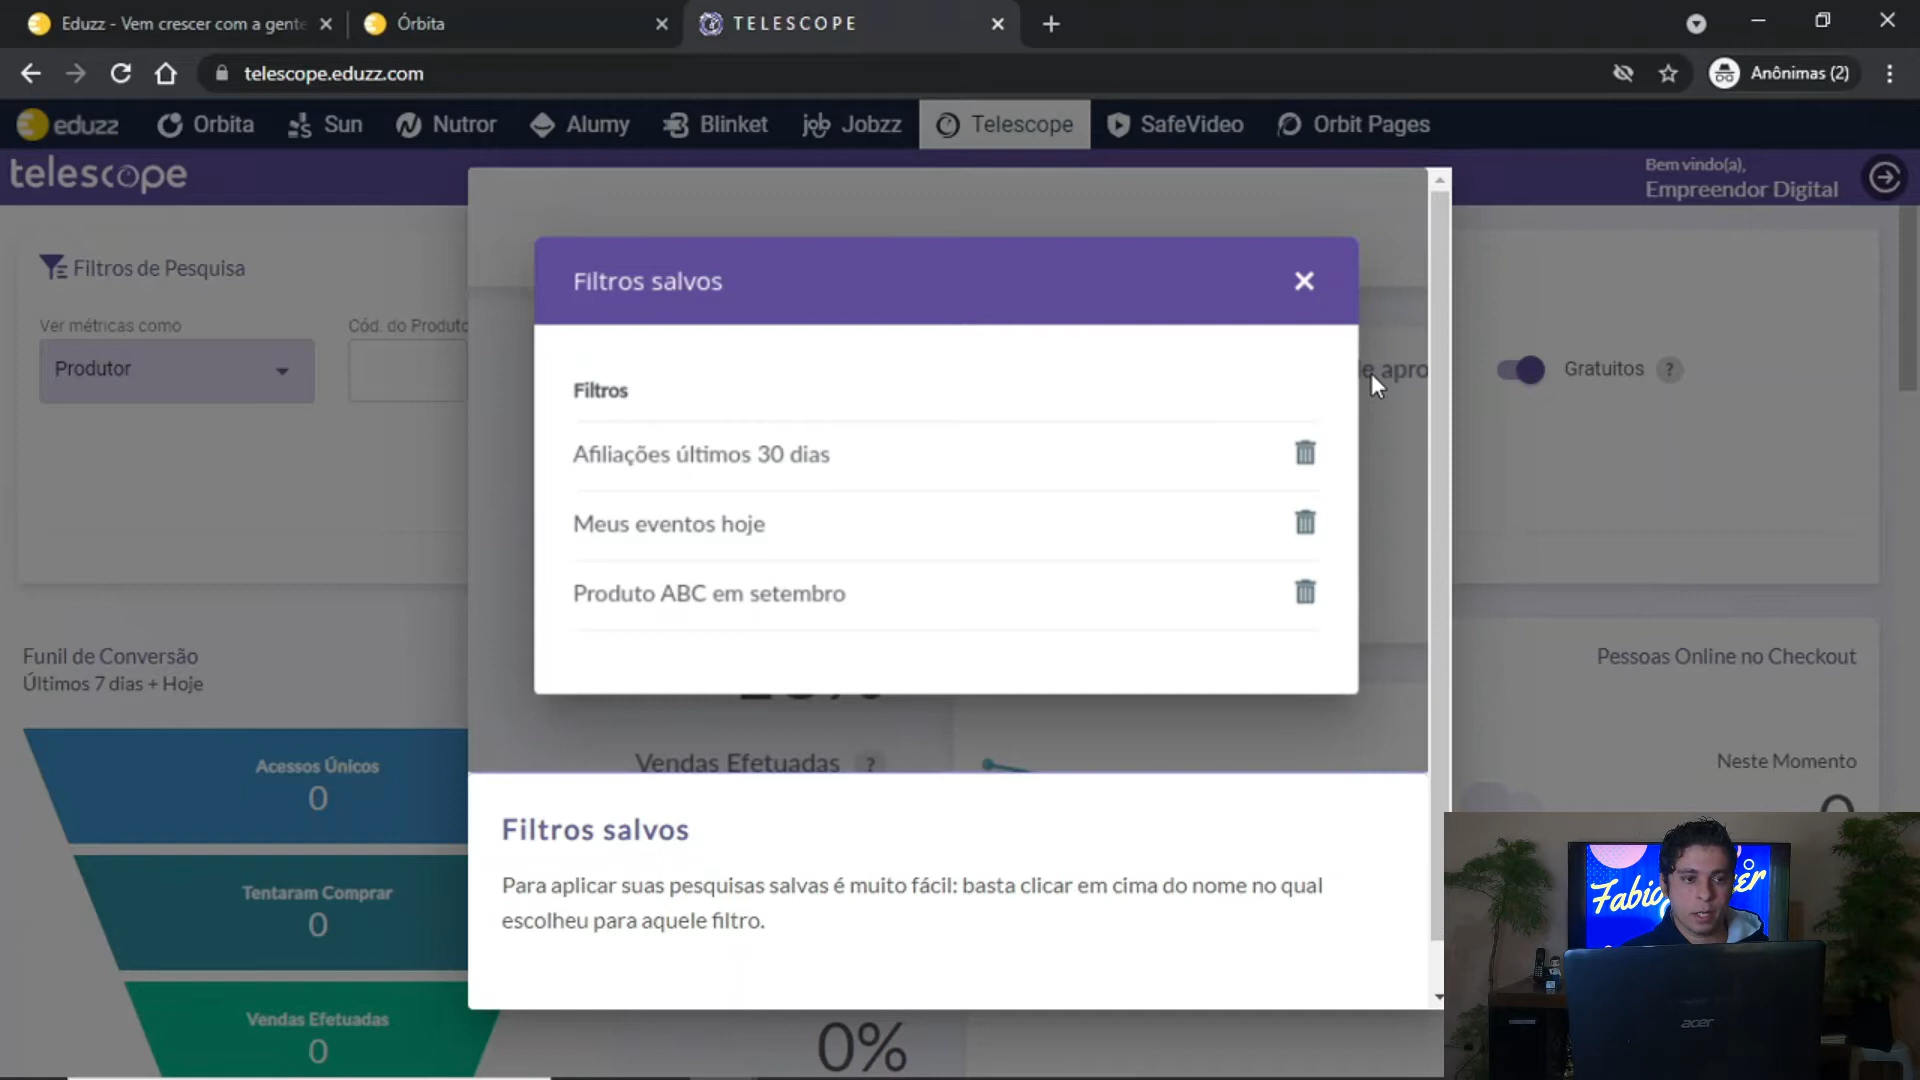 Eduzz - Vem crescer com a gente
Órbita
TELESCOPE
telescope.eduzz.com
Anônimas (2)
eduzz
Orbita
Sun
Nutror
Alumy
Blinket
job Jobzz
Telescope
SafeVideo
Orbit Pages
telescope
Bem vindo(a),
Empreendor Digital
Filtros de Pesquisa
Ver métricas como
Cód. do Produto
Produtor
Gratuitos ?
Filtros salvos
Filtros
Afiliações últimos 30 dias
Meus eventos hoje
Produto ABC em setembro
Funil de Conversão
Últimos 7 dias + Hoje
Pessoas Online no Checkout
Acessos Únicos
0
Vendas Efetuadas ?
Neste Momento
0
Filtros salvos
Para aplicar suas pesquisas salvas é muito fácil: basta clicar em cima do nome no qual
escolheu para aquele filtro.
Tentaram Comprar
0
Vendas Efetuadas
0
0%
acer